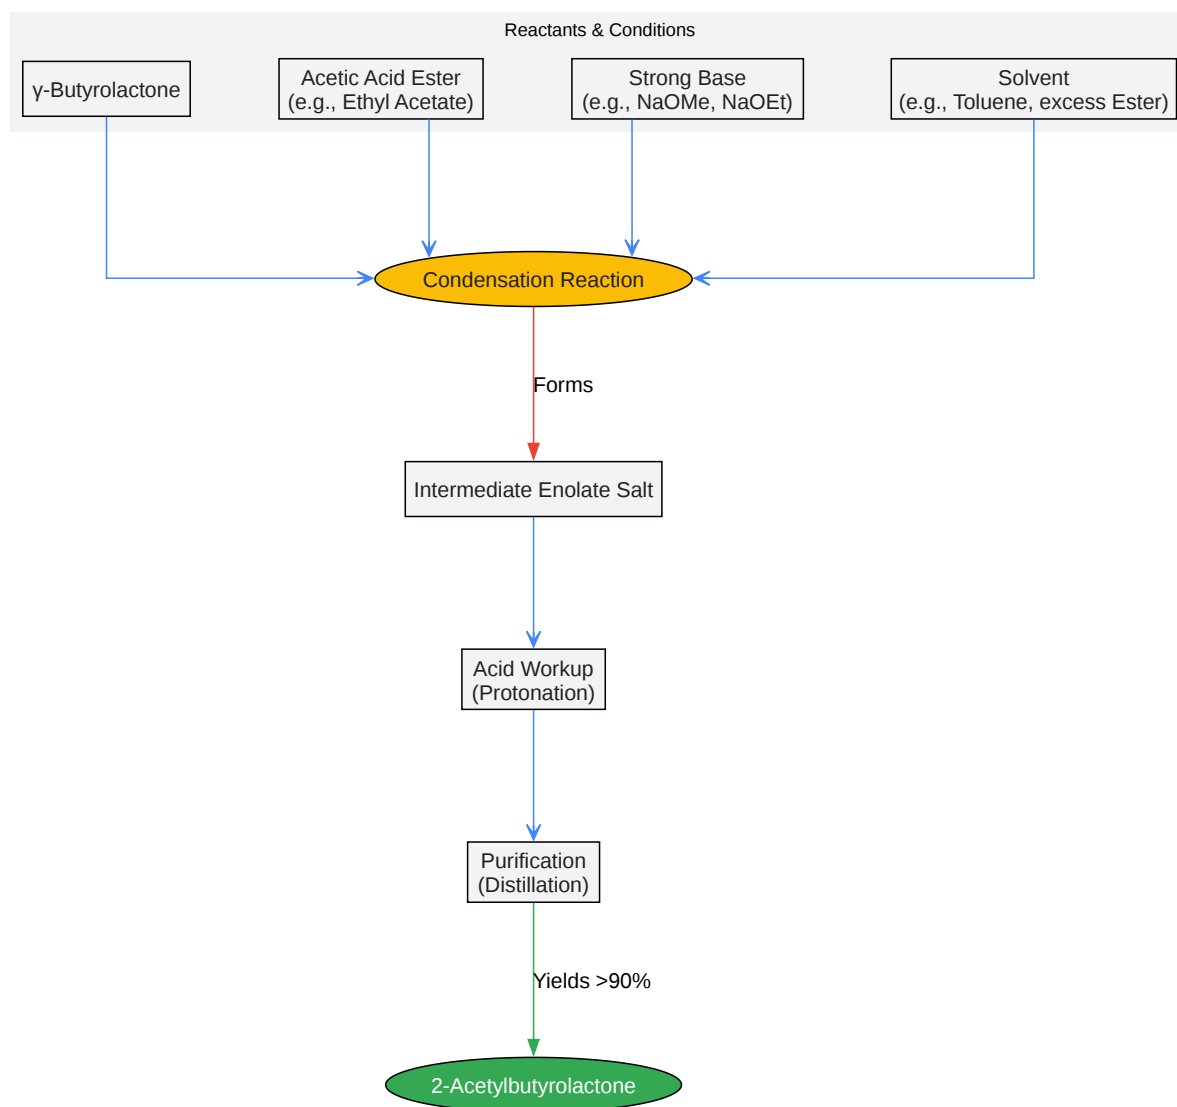 Reactants & Conditions
γ-Butyrolactone
Acetic Acid Ester
(e.g., Ethyl Acetate)
Strong Base
(e.g., NaOMe, NaOEt)
Solvent
(e.g., Toluene, excess Ester)
Condensation Reaction
Forms
Intermediate Enolate Salt
Acid Workup
(Protonation)
Purification
(Distillation)
Yields >90%
2-Acetylbutyrolactone